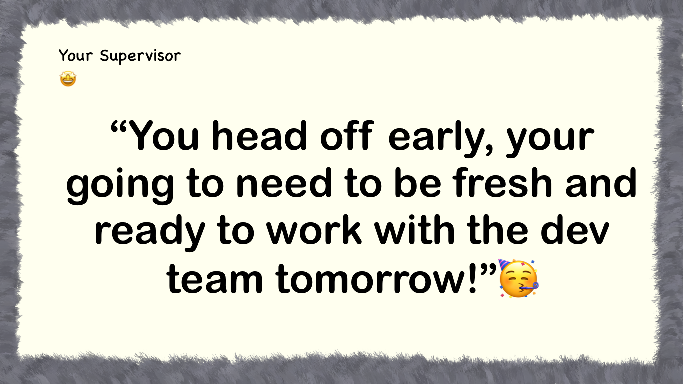 Your Supervisor
🤩
“You head off early, your
going to need to be fresh and
ready to work with the dev
team tomorrow!”🥳